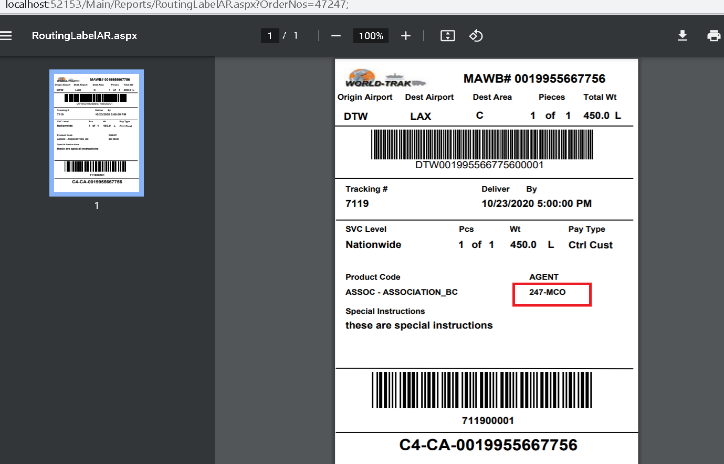 localhost:52153/Main/Reports/RoutingLabelAR.aspx?OrderNos=47247;
RoutingLabelAR.aspx 1 / 1 100%
1
WORLD-TRAK MAWB# 0019955667756
Origin Airport Dest Airport Dest Area Pieces Total Wt
DTW LAX C 1 of 1 450.0 L
DTW001995566775600001
Tracking # Deliver By
7119 10/23/2020 5:00:00 PM
SVC Level Pcs Wt Pay Type
Nationwide 1 of 1 450.0 L Ctrl Cust
Product Code AGENT
ASSOC - ASSOCIATION_BC 247-MCO
Special Instructions
these are special instructions
711900001
C4-CA-0019955667756